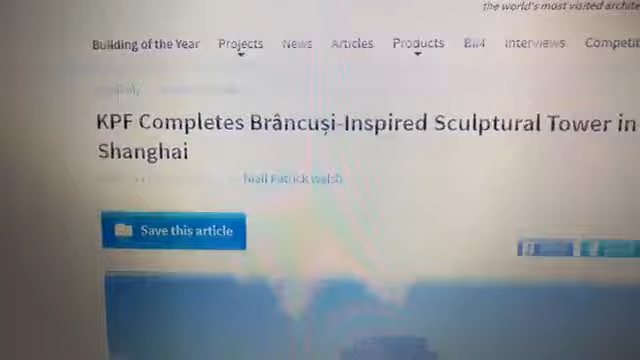 the world's most visited archite
Building of the Year Projects News Articles Products BIM Interviews Competit
KPF Completes Brâncuși-Inspired Sculptural Tower in
Shanghai
Niall Patrick Walsh
Save this article